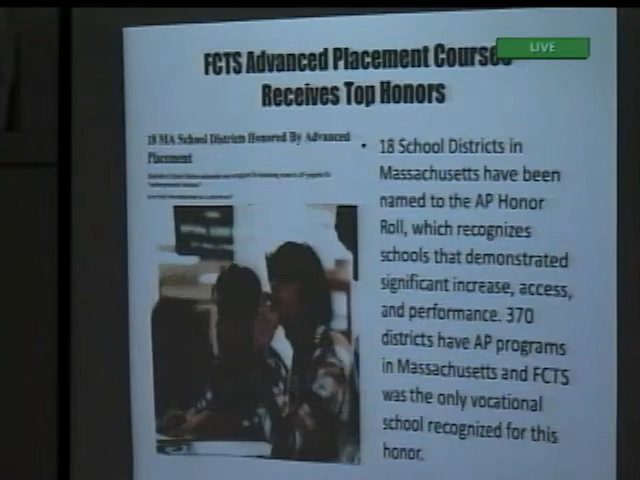 LIVE
FCTS Advanced Placement Courses
Receives Top Honors
18 MA School Districts Honored By Advanced
Placement
• 18 School Districts in
Massachusetts have been
named to the AP Honor
Roll, which recognizes
schools that demonstrated
significant increase, access,
and performance. 370
districts have AP programs
in Massachusetts and FCTS
was the only vocational
school recognized for this
honor.